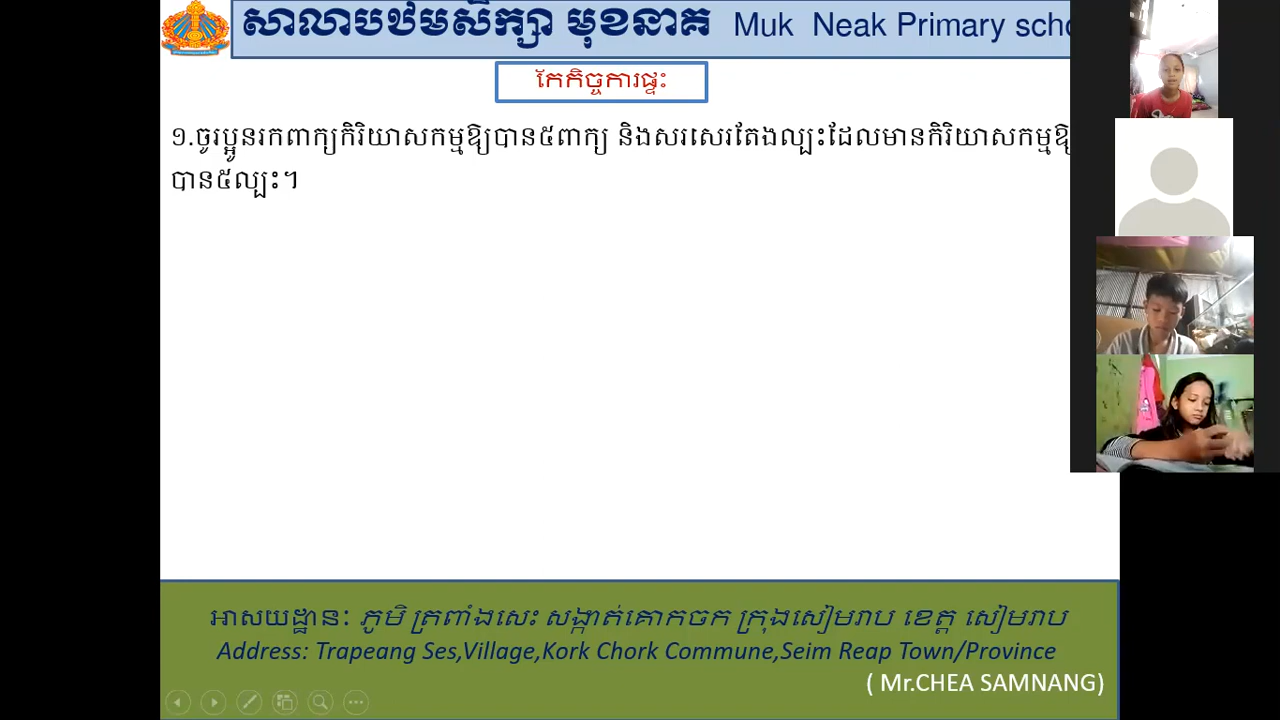 សាលាបឋមសិក្សា មុខនាគ Muk Neak Primary scho
កែកិច្ចការផ្ទះ
១.ចូរប្អូនរកពាក្យកិរិយាសកម្មឱ្យបាន៥ពាក្យ និងសរសេរតែងល្បះដែលមានកិរិយាសកម្មឱ្យ
បាន៥ល្បះ។
អាសយដ្ឋាន: ភូមិ ត្រពាំងសេះ សង្កាត់គោកចក ក្រុងសៀមរាប ខេត្ត សៀមរាប
Address: Trapeang Ses,Village,Kork Chork Commune,Seim Reap Town/Province
( Mr.CHEA SAMNANG)